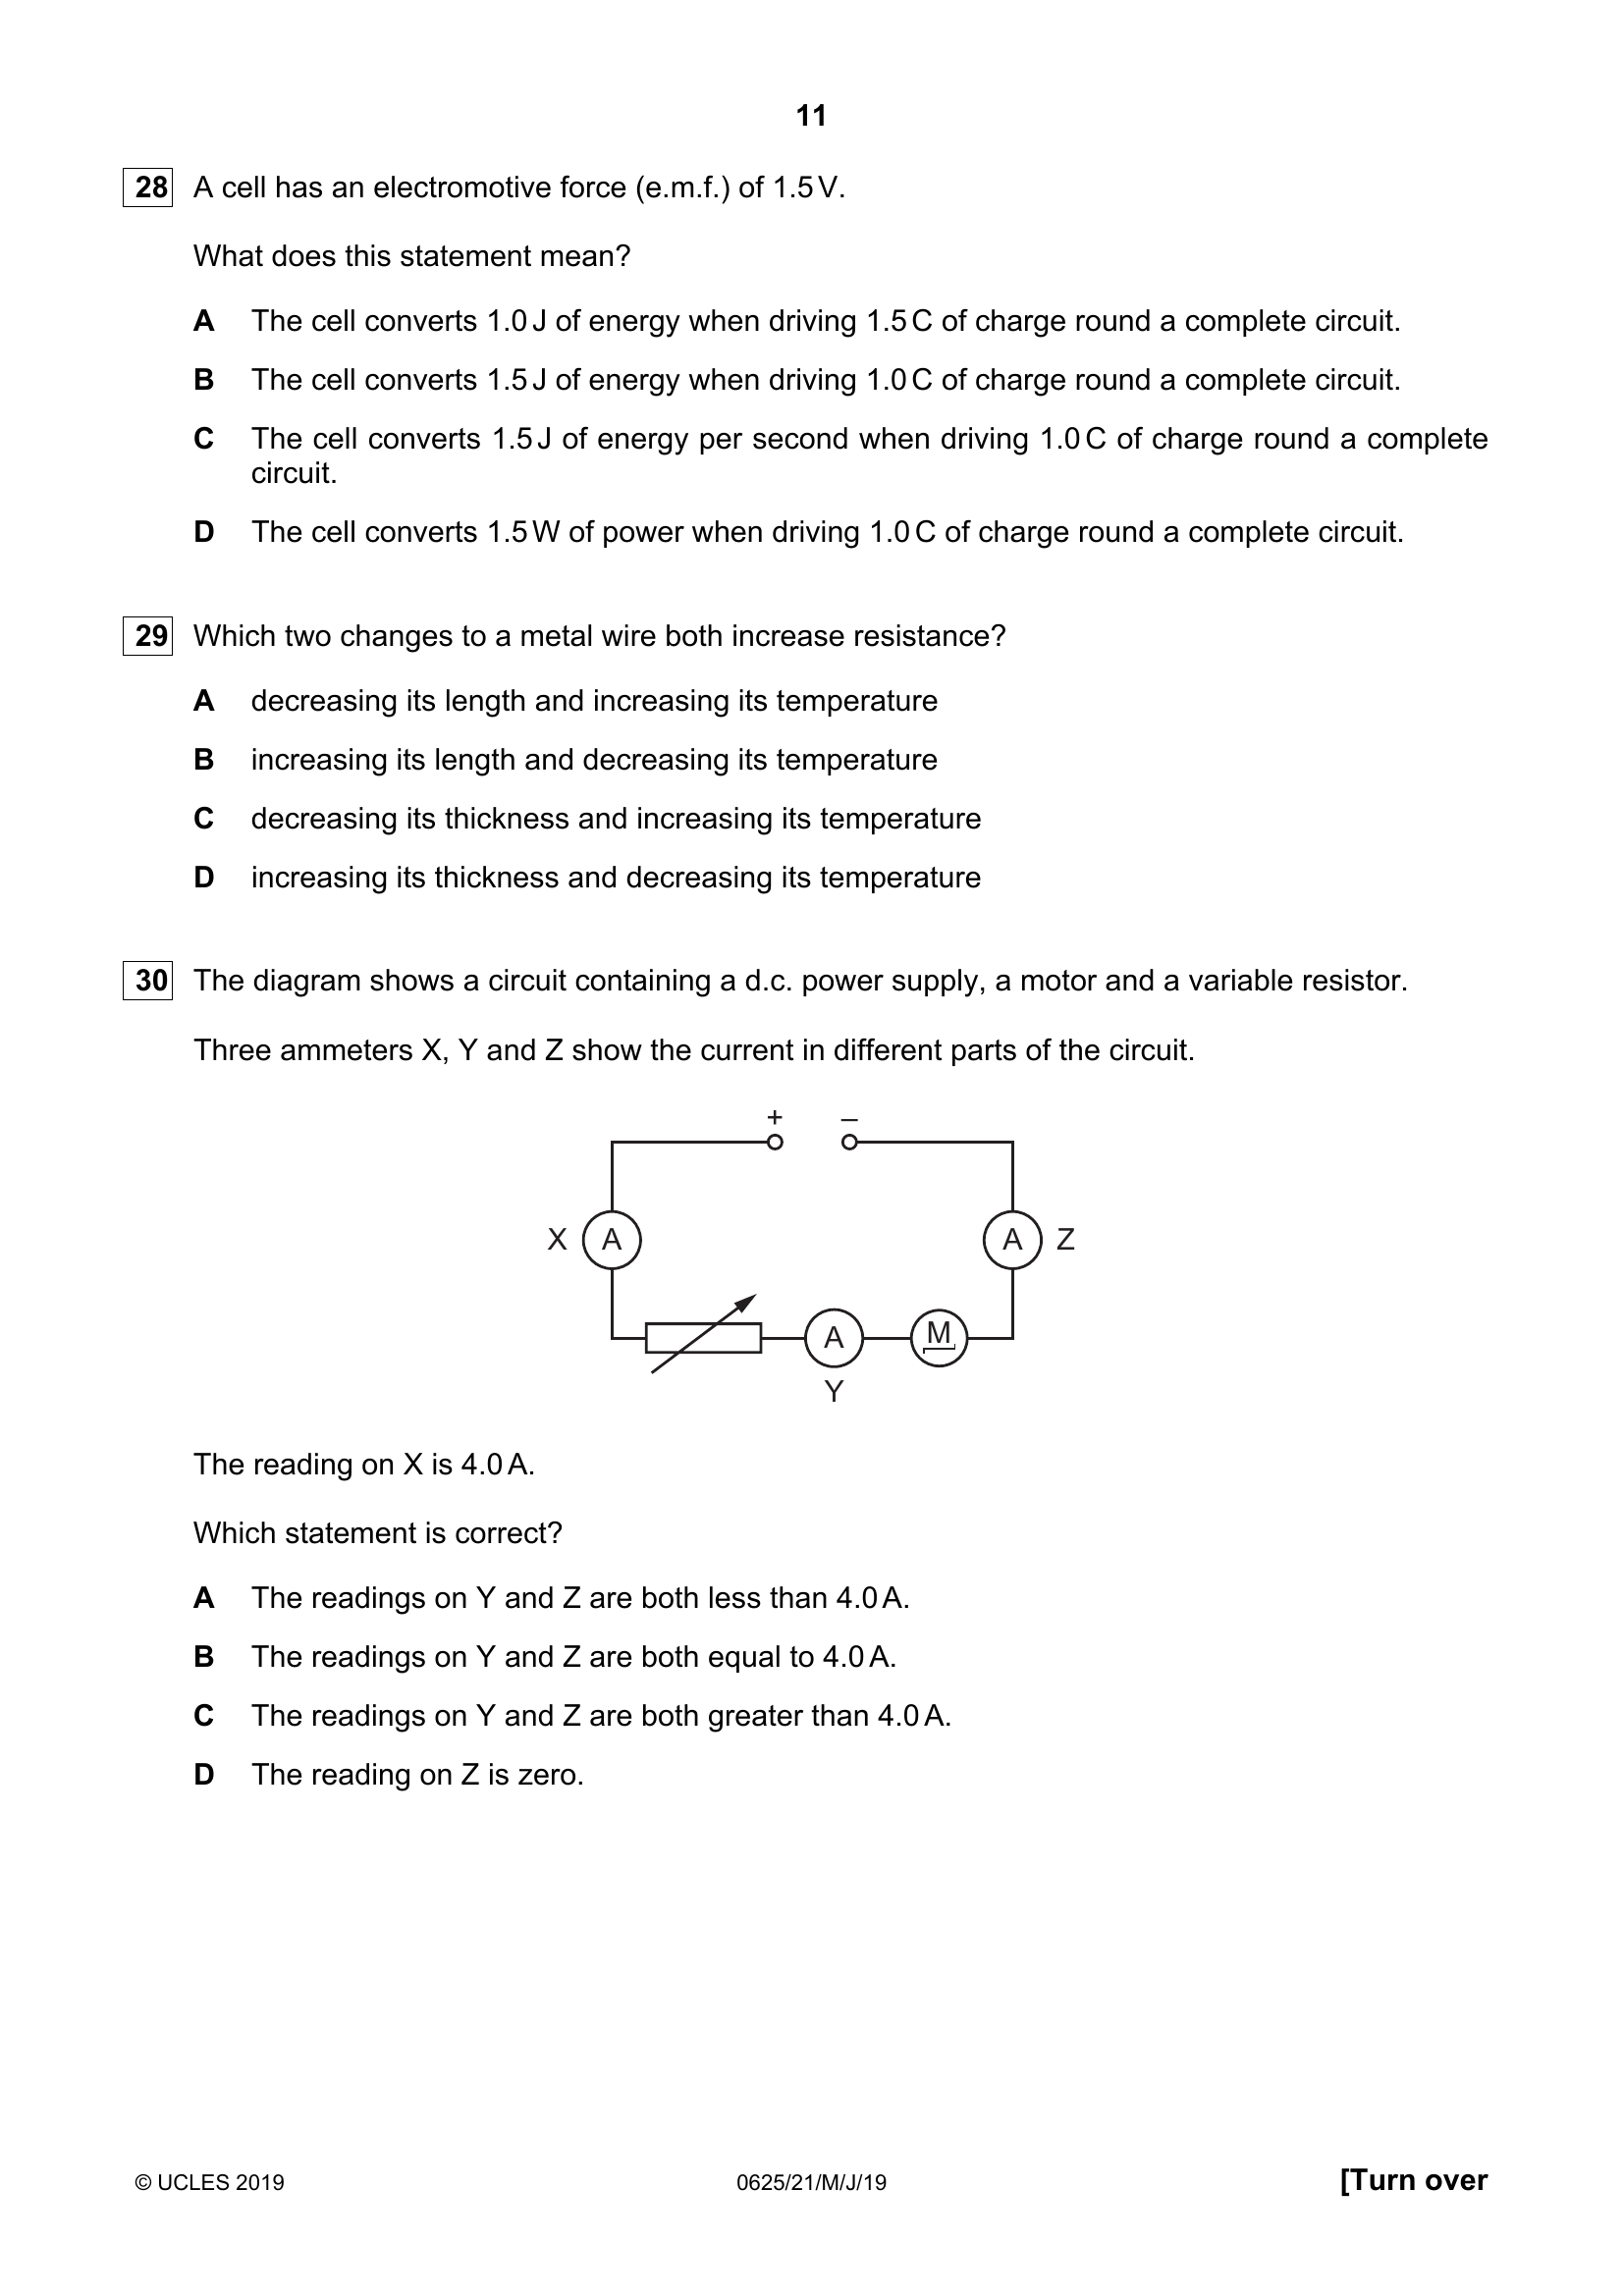 11
28 A cell has an electromotive force (e.m.f.) of 1.5 V.
What does this statement mean?
A The cell converts 1.0 J of energy when driving 1.5 C of charge round a complete circuit.
B The cell converts 1.5 J of energy when driving 1.0 C of charge round a complete circuit.
C The cell converts 1.5 J of energy per second when driving 1.0 C of charge round a complete
circuit.
D The cell converts 1.5 W of power when driving 1.0 C of charge round a complete circuit.
29 Which two changes to a metal wire both increase resistance?
A decreasing its length and increasing its temperature
B increasing its length and decreasing its temperature
C decreasing its thickness and increasing its temperature
D increasing its thickness and decreasing its temperature
30 The diagram shows a circuit containing a d.c. power supply, a motor and a variable resistor.
Three ammeters X, Y and Z show the current in different parts of the circuit.
+ –
X A A Z
A M
Y
The reading on X is 4.0 A.
Which statement is correct?
A The readings on Y and Z are both less than 4.0 A.
B The readings on Y and Z are both equal to 4.0 A.
C The readings on Y and Z are both greater than 4.0 A.
D The reading on Z is zero.
© UCLES 2019 0625/21/M/J/19 [Turn over